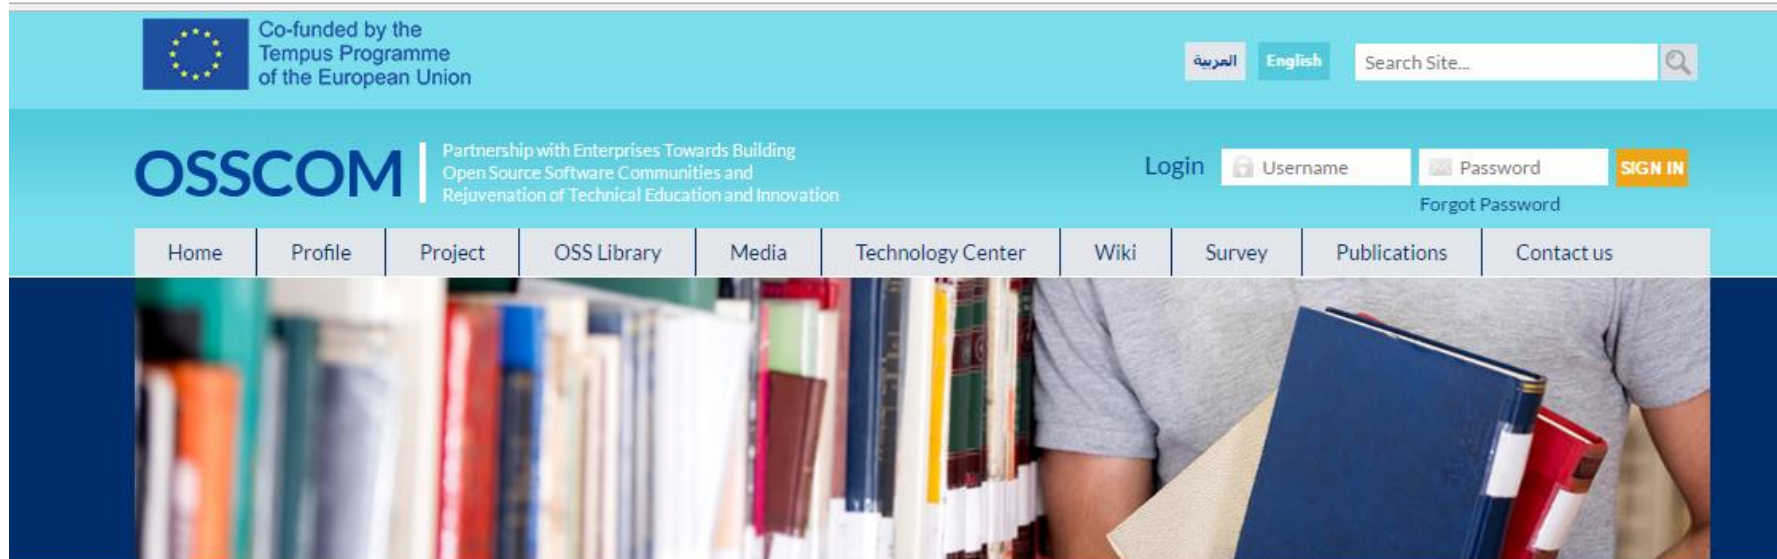 Co-funded by the
Tempus Programme
of the European Union
العربية
English
Search Site...
OSSCOM
Partnership with Enterprises Towards Building
Open Source Software Communities and
Rejuvenation of Technical Education and Innovation
Login
Username
Password
SIGN IN
Forgot Password
Home
Profile
Project
OSS Library
Media
Technology Center
Wiki
Survey
Publications
Contact us